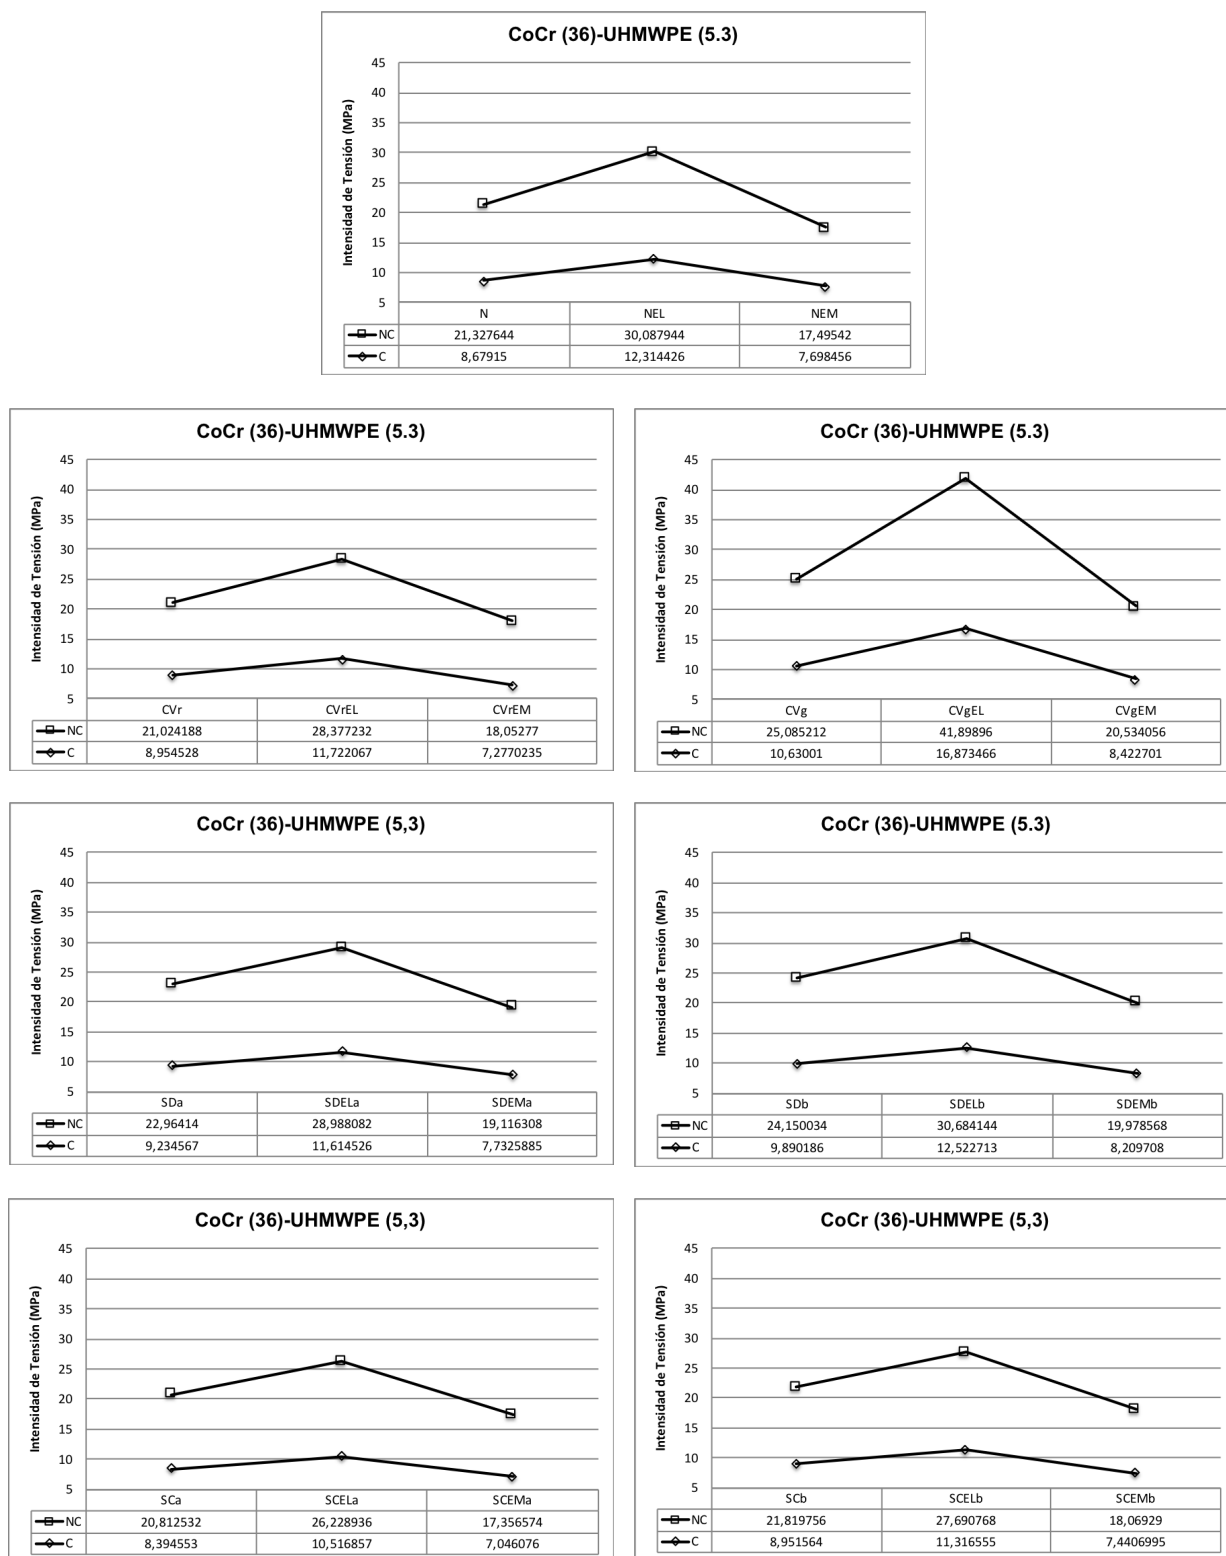 CoCr (36)-UHMWPE (5.3)
Intensidad de Tensión (MPa)
45
40
35
30
25
20
15
10
5
N NEL NEM
NC 21,327644 30,087944 17,49542
C 8,67915 12,314426 7,698456
CoCr (36)-UHMWPE (5.3)
Intensidad de Tensión (MPa)
45
40
35
30
25
20
15
10
5
CVr CVrEL CVrEM
NC 21,024188 28,377232 18,05277
C 8,954528 11,722067 7,2770235
CoCr (36)-UHMWPE (5.3)
Intensidad de Tensión (MPa)
45
40
35
30
25
20
15
10
5
CVg CVgEL CVgEM
NC 25,085212 41,89896 20,534056
C 10,63001 16,873466 8,422701
CoCr (36)-UHMWPE (5,3)
Intensidad de Tensión (MPa)
45
40
35
30
25
20
15
10
5
SDa SDELa SDEMa
NC 22,96414 28,988082 19,116308
C 9,234567 11,614526 7,7325885
CoCr (36)-UHMWPE (5.3)
Intensidad de Tensión (MPa)
45
40
35
30
25
20
15
10
5
SDb SDELb SDEMb
NC 24,150034 30,684144 19,978568
C 9,890186 12,522713 8,209708
CoCr (36)-UHMWPE (5,3)
Intensidad de Tensión (MPa)
45
40
35
30
25
20
15
10
5
SCa SCELa SCEMa
NC 20,812532 26,228936 17,356574
C 8,394553 10,516857 7,046076
CoCr (36)-UHMWPE (5.3)
Intensidad de Tensión (MPa)
45
40
35
30
25
20
15
10
5
SCb SCELb SCEMb
NC 21,819756 27,690768 18,06929
C 8,951564 11,316555 7,4406995